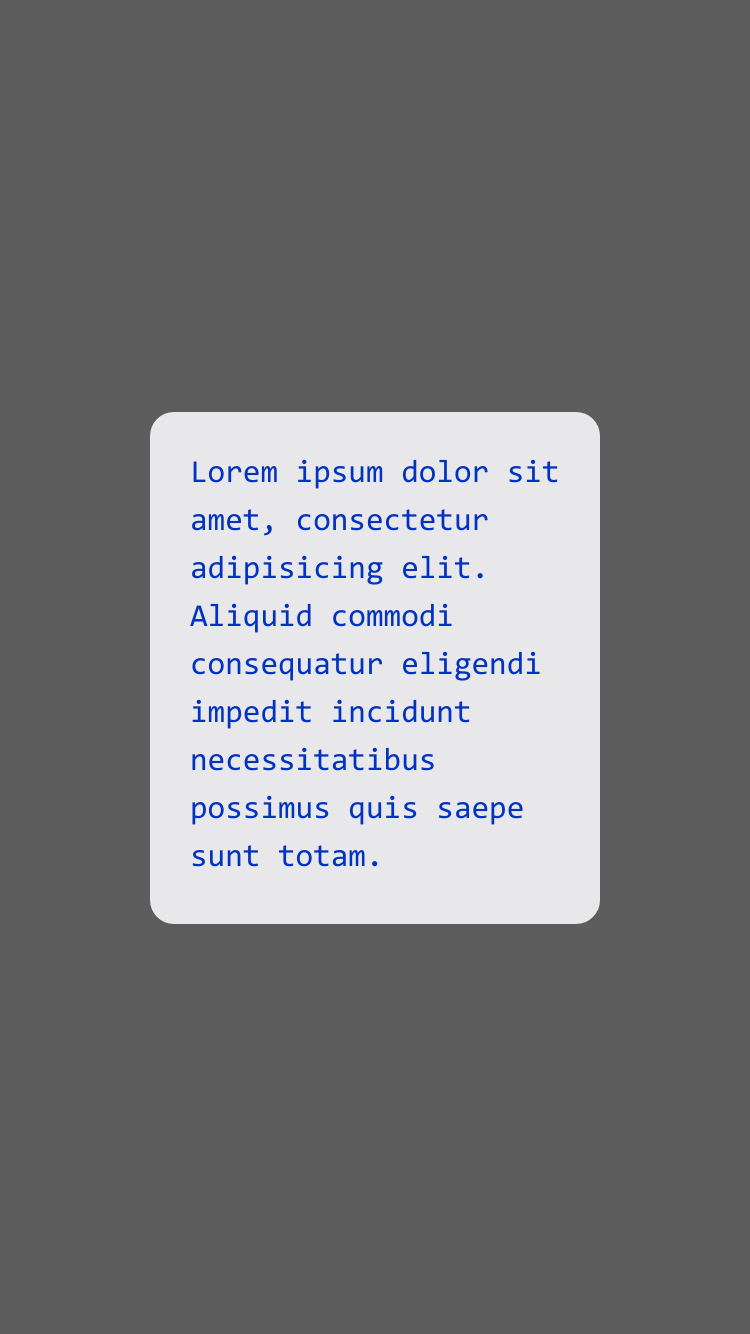 Lorem ipsum dolor sit
amet, consectetur
adipisicing elit.
Aliquid commodi
consequatur eligendi
impedit incidunt
necessitatibus
possimus quis saepe
sunt totam.